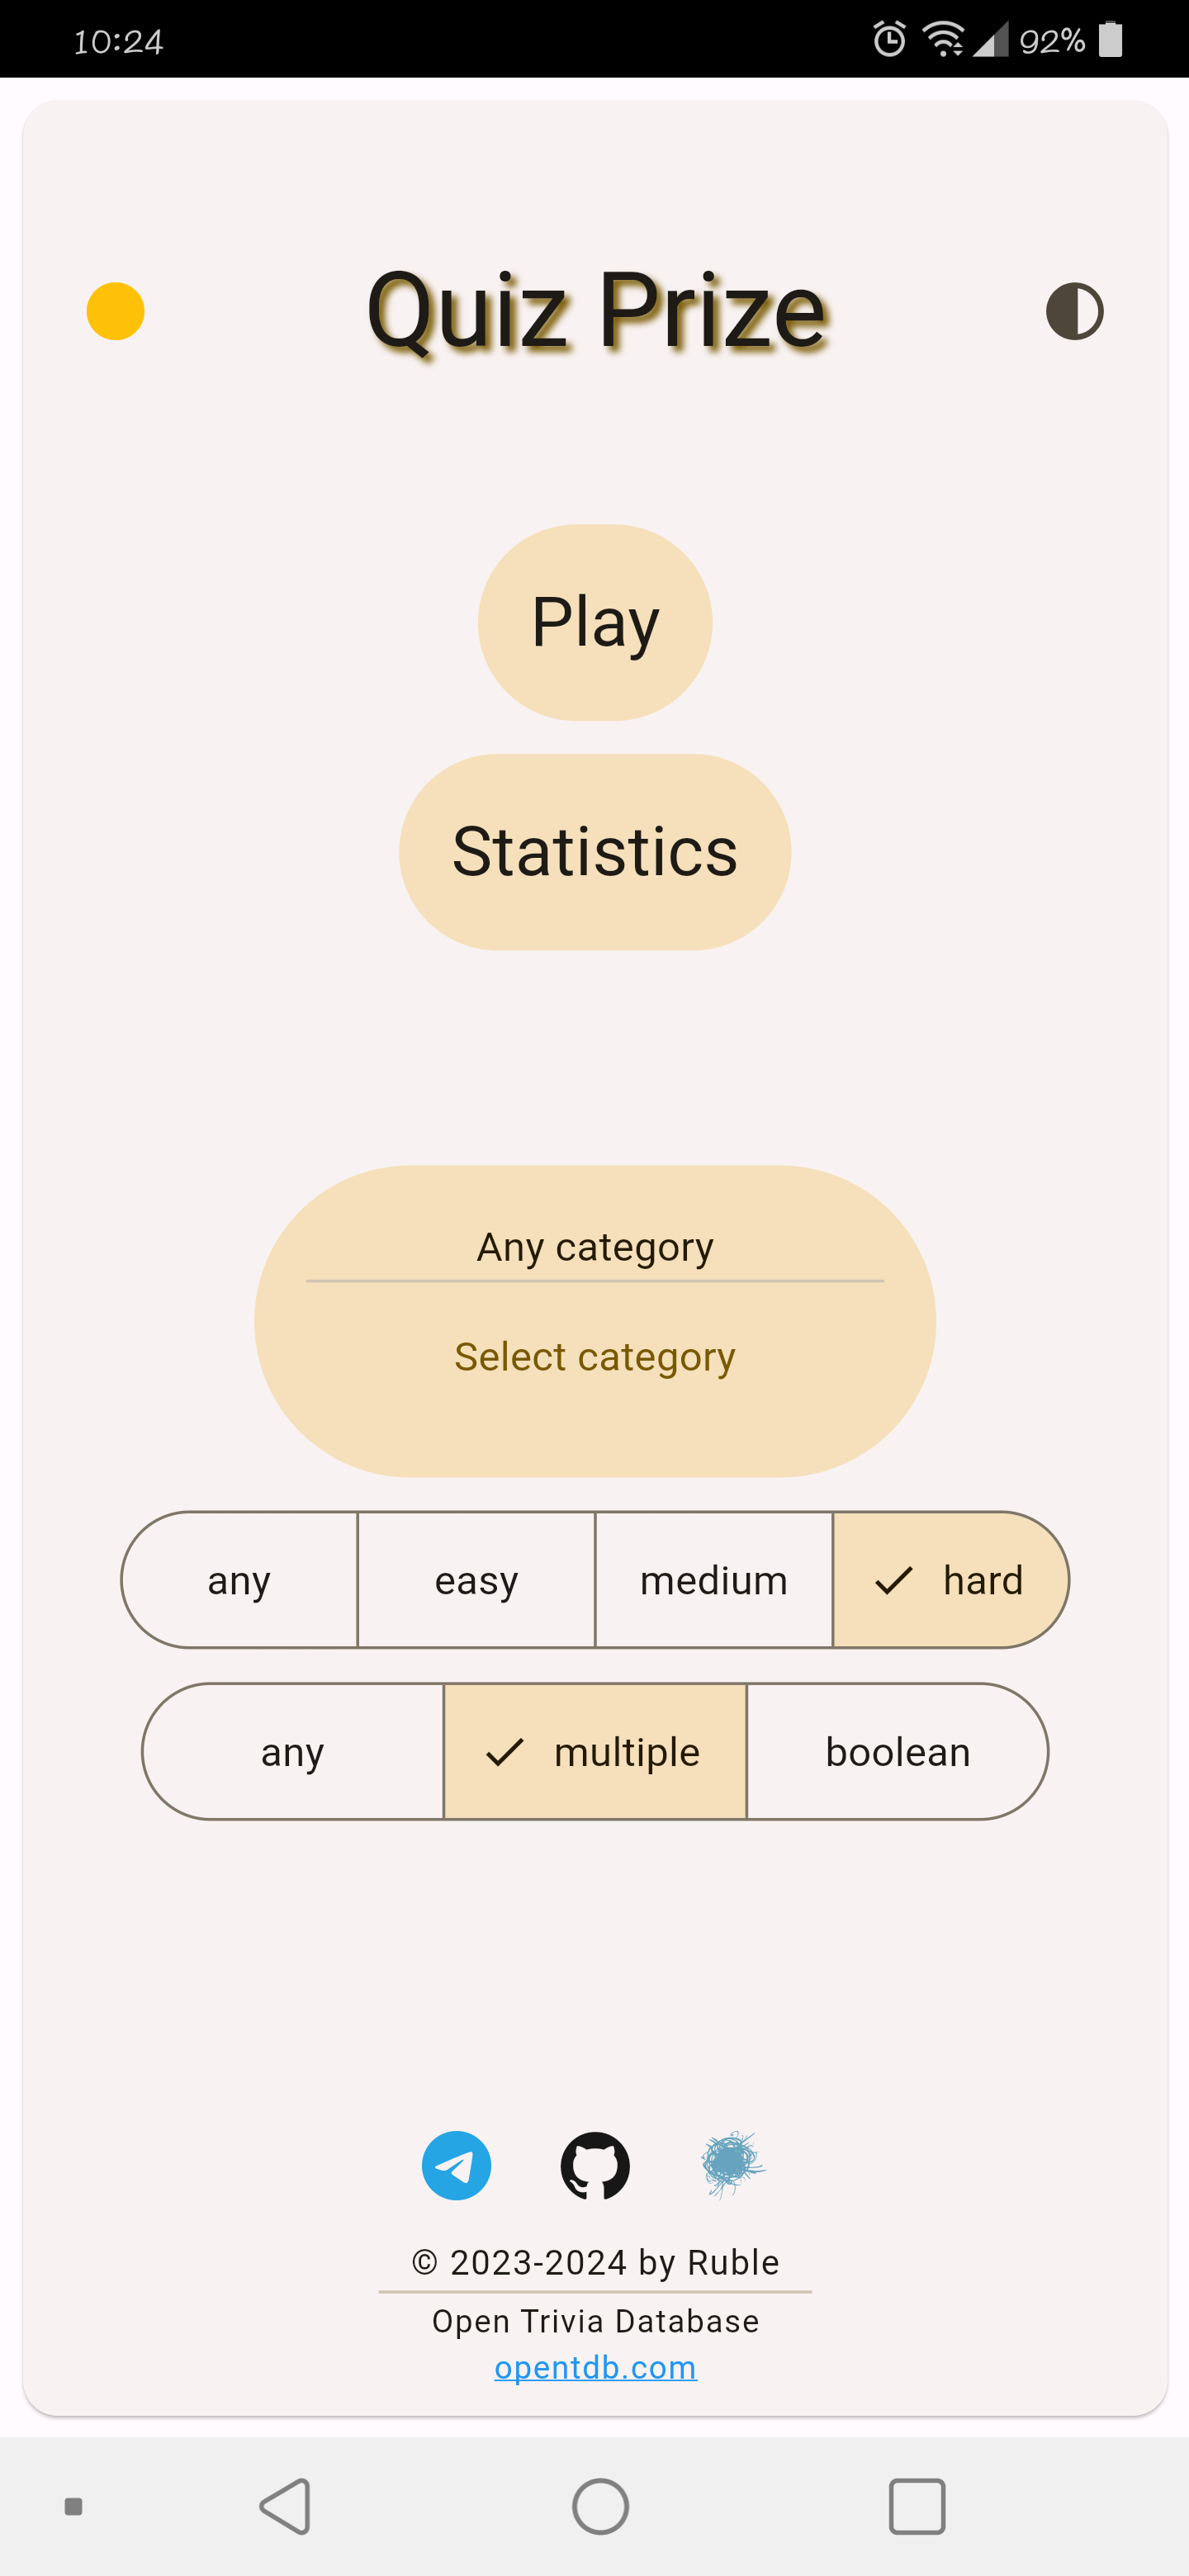 10:24 92%
Quiz Prize
Play
Statistics
Any category
Select category
any easy medium hard
any multiple boolean
© 2023-2024 by Ruble
Open Trivia Database
opentdb.com